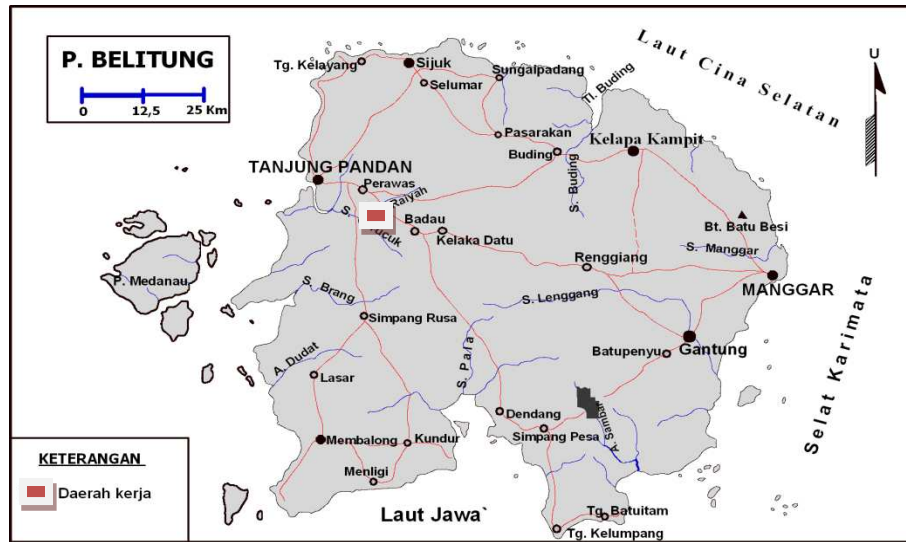 P. BELITUNG
0 12,5 25 Km
Laut Cina Selatan
U
Tg. Kelayang
Sijuk
Sungaipadang
Selumar
Tl. Buding
Pasarakan
Kelapa Kampit
Buding
TANJUNG PANDAN
Perawas
Raiyah
S. Buding
Badau
Kelaka Datu
Bt. Batu Besi
S. Manggar
Renggiang
P. Medanau
MANGGAR
S. Brang
S. Lenggang
Simpang Rusa
Selat Karimata
Batupenyu
Gantung
A. Dudat
S. Pala
Lasar
Dendang
A. Sambar
Simpang Pesa
Membalong
Kundur
KETERANGAN
Menligi
Daerah kerja
Laut Jawa`
Tg. Batuitam
Tg. Kelumpang